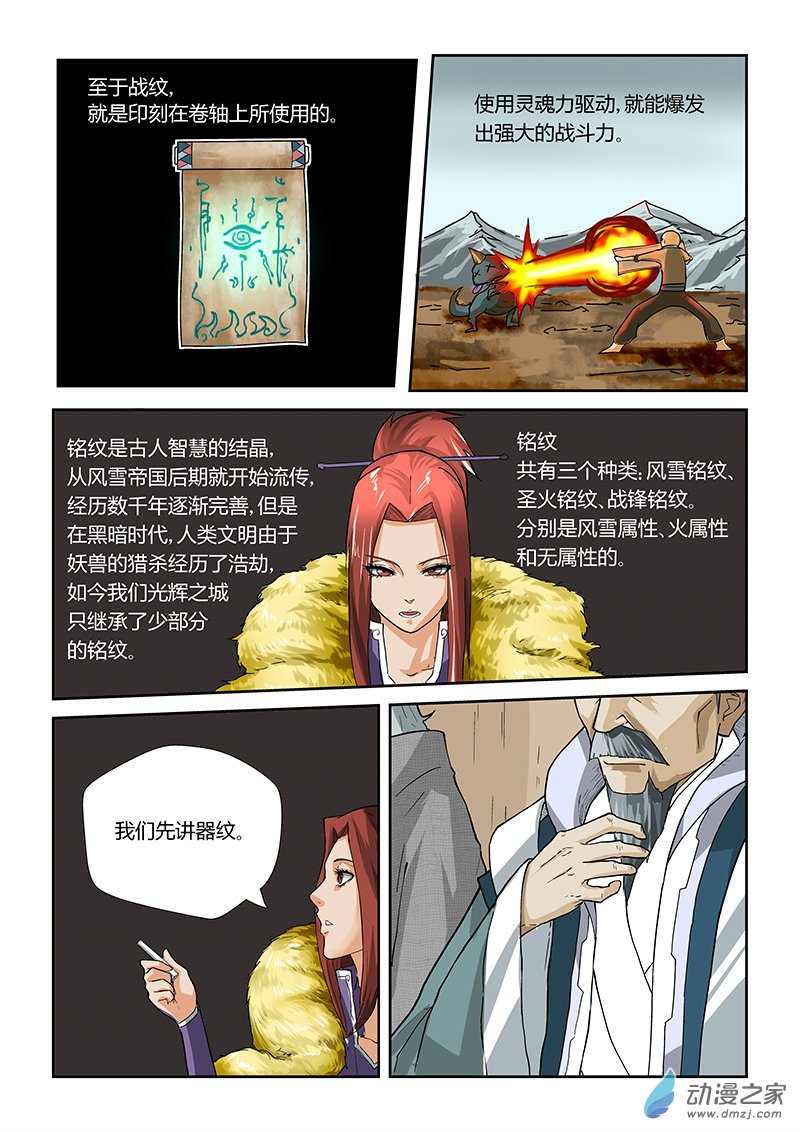 至于战纹，
就是印刻在卷轴上所使用的。
使用灵魂力驱动，就能爆发
出强大的战斗力。
铭纹是古人智慧的结晶，
从风雪帝国后期就开始流传，
经历数千年逐渐完善，但是
在黑暗时代，人类文明由于
妖兽的猎杀经历了浩劫，
如今我们光辉之城
只继承了少部分
的铭纹。
铭纹
共有三个种类：风雪铭纹、
圣火铭纹、战锋铭纹。
分别是风雪属性、火属性
和无属性的。
我们先讲器纹。
动漫之家
www.dmzj.com